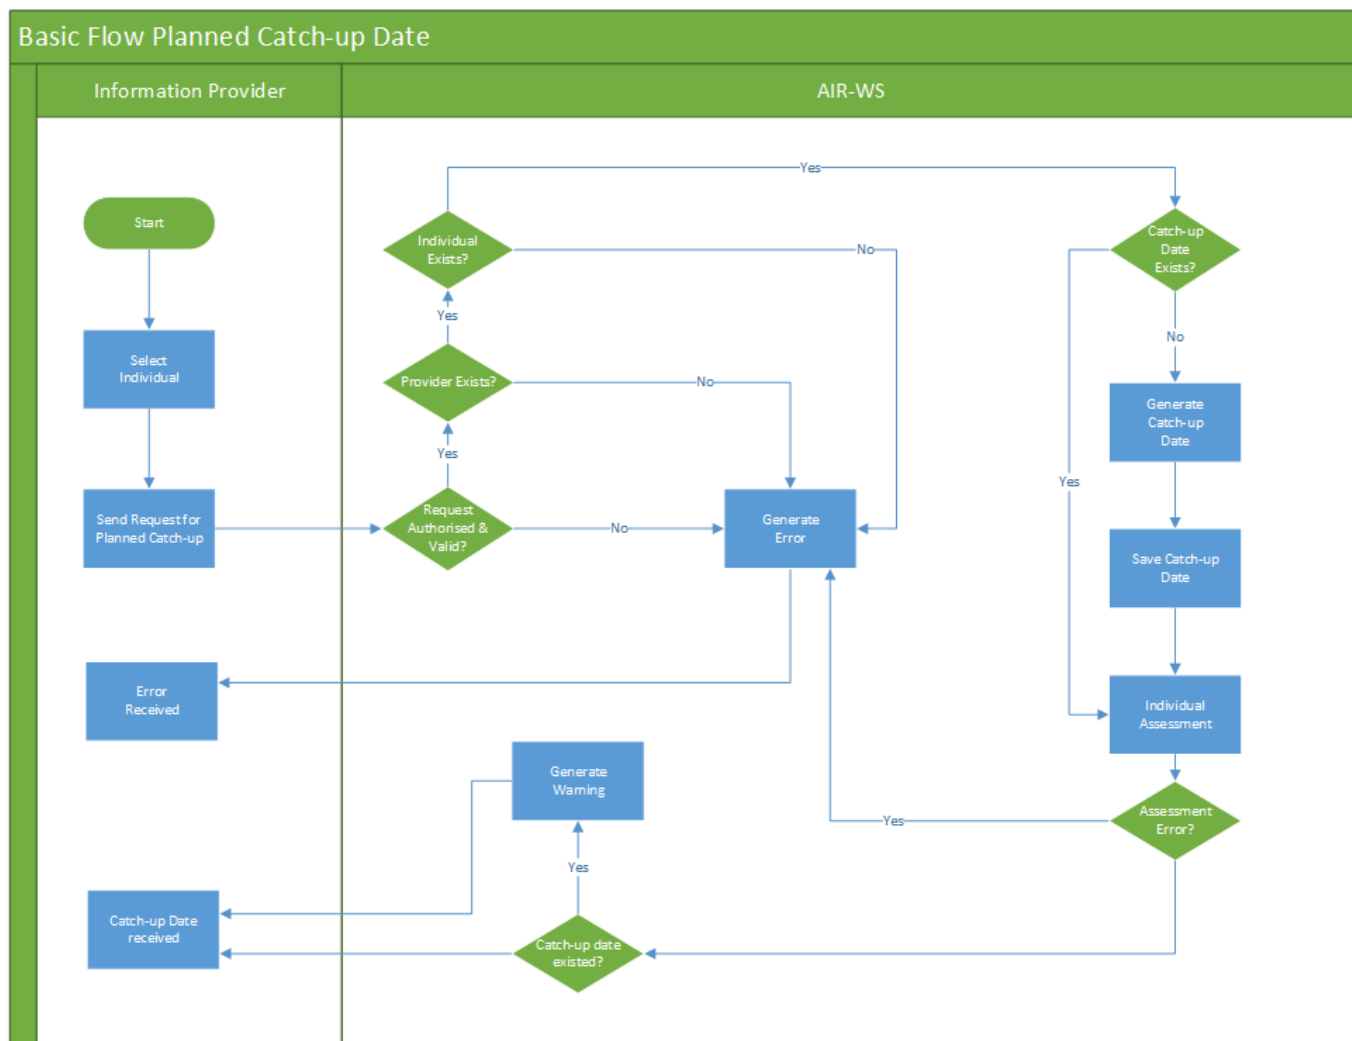 Basic Flow Planned Catch-up Date
Information Provider
AIR-WS
Start
Select
Individual
Send Request for
Planned Catch-up
Error
Received
Catch-up Date
received
Yes
Individual
Exists?
No
Yes
Provider Exists?
No
Yes
Request
Authorised &
Valid?
No
Generate
Error
Catch-up
Date
Exists?
No
Yes
Generate
Catch-up
Date
Save Catch-up
Date
Individual
Assessment
Assessment
Error?
Yes
Generate
Warning
Yes
Catch-up date
existed?